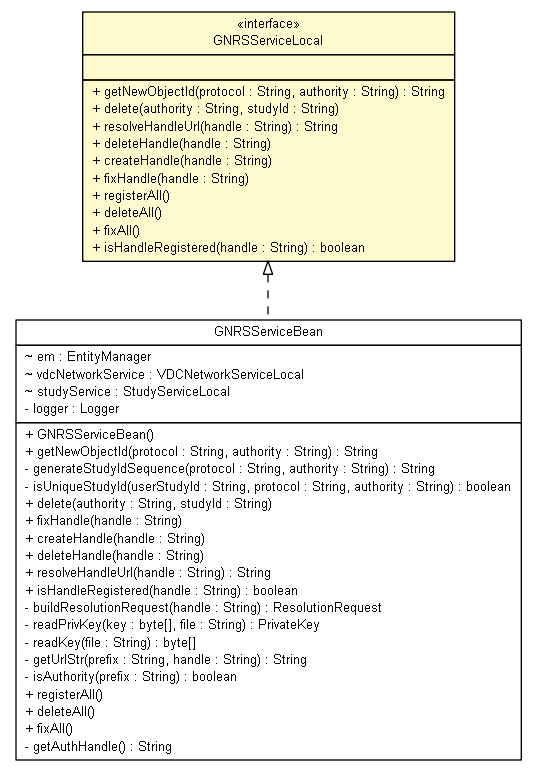 «interface»
GNRSServiceLocal
+ getNewObjectId(protocol : String, authority : String) : String
+ delete(authority : String, studyId : String)
+ resolveHandleUrl(handle : String) : String
+ deleteHandle(handle : String)
+ createHandle(handle : String)
+ fixHandle(handle : String)
+ registerAll()
+ deleteAll()
+ fixAll()
+ isHandleRegistered(handle : String) : boolean
GNRSServiceBean
~ em : EntityManager
~ vdcNetworkService : VDCNetworkServiceLocal
~ studyService : StudyServiceLocal
- logger : Logger
+ GNRSServiceBean()
+ getNewObjectId(protocol : String, authority : String) : String
- generateStudyIdSequence(protocol : String, authority : String) : String
- isUniqueStudyId(userStudyId : String, protocol : String, authority : String) : boolean
+ delete(authority : String, studyId : String)
+ fixHandle(handle : String)
+ createHandle(handle : String)
+ deleteHandle(handle : String)
+ resolveHandleUrl(handle : String) : String
+ isHandleRegistered(handle : String) : boolean
- buildResolutionRequest(handle : String) : ResolutionRequest
- readPrivKey(key : byte[], file : String) : PrivateKey
- readKey(file : String) : byte[]
- getUrlStr(prefix : String, handle : String) : String
- isAuthority(prefix : String) : boolean
+ registerAll()
+ deleteAll()
+ fixAll()
- getAuthHandle() : String